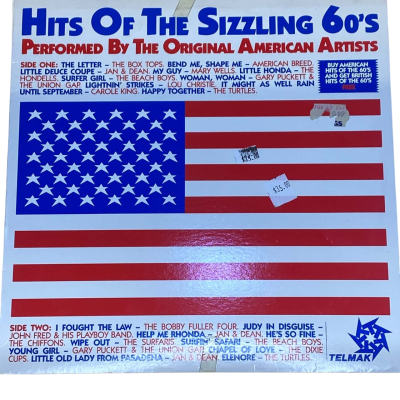 HITS OF THE SIZZLING 60'S
PERFORMED BY THE ORIGINAL AMERICAN ARTISTS
SIDE ONE: THE LETTER – THE BOX TOPS. BEND ME, SHAPE ME – AMERICAN BREED.
LITTLE DEUCE COUPE – JAN & DEAN. MY GUY – MARY WELLS. LITTLE HONDA – THE
HONDELLS. SURFER GIRL – THE BEACH BOYS. WOMAN, WOMAN – GARY PUCKETT &
THE UNION GAP. LIGHTNIN' STRIKES – LOU CHRISTIE. IT MIGHT AS WELL RAIN
UNTIL SEPTEMBER – CAROLE KING. HAPPY TOGETHER – THE TURTLES.
BUY AMERICAN
HITS OF THE 60'S
AND GET BRITISH
HITS OF THE 60'S
FREE
$25.00
$35.00
SIDE TWO: I FOUGHT THE LAW – THE BOBBY FULLER FOUR. JUDY IN DISGUISE –
JOHN FRED & HIS PLAYBOY BAND. HELP ME RHONDA – JAN & DEAN. HE'S SO FINE –
THE CHIFFONS. WIPE OUT – THE SURFARIS. SURFIN' SAFARI – THE BEACH BOYS.
YOUNG GIRL – GARY PUCKETT & THE UNION GAP. CHAPEL OF LOVE – THE DIXIE
CUPS. LITTLE OLD LADY FROM PASADENA – JAN & DEAN. ELENORE – THE TURTLES.
TELMAK